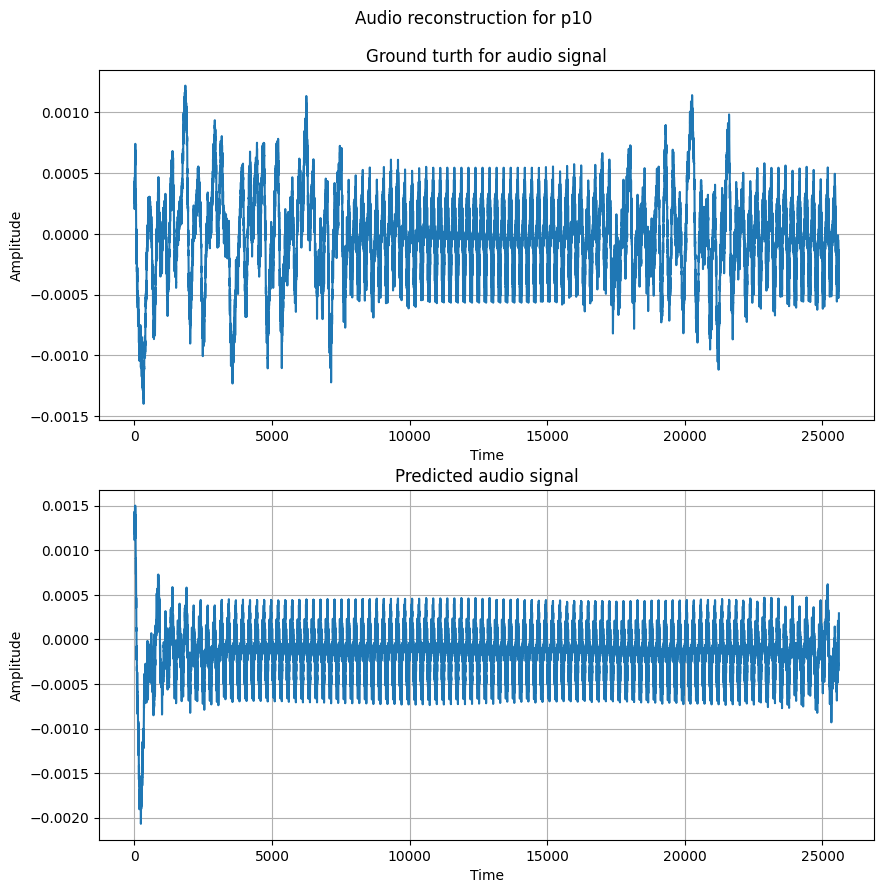 Audio reconstruction for p10
Ground turth for audio signal
Amplitude
0.0010
0.0005
0.0000
−0.0005
−0.0010
−0.0015
0 5000 10000 15000 20000 25000
Time
Predicted audio signal
Amplitude
0.0015
0.0010
0.0005
0.0000
−0.0005
−0.0010
−0.0015
−0.0020
0 5000 10000 15000 20000 25000
Time